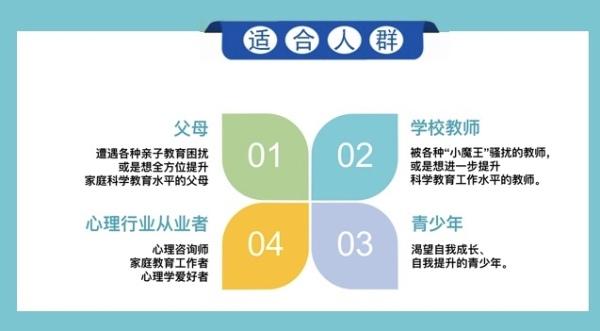 适合人群
父母
遭遇各种亲子教育困扰
或是想全方位提升
家庭科学教育水平的父母
01
02
学校教师
被各种“小魔王”骚扰的教师,
或是想进一步提升
科学教育工作水平的教师。
心理行业从业者
心理咨询师
家庭教育工作者
心理学爱好者
04
03
青少年
渴望自我成长、
自我提升的青少年。